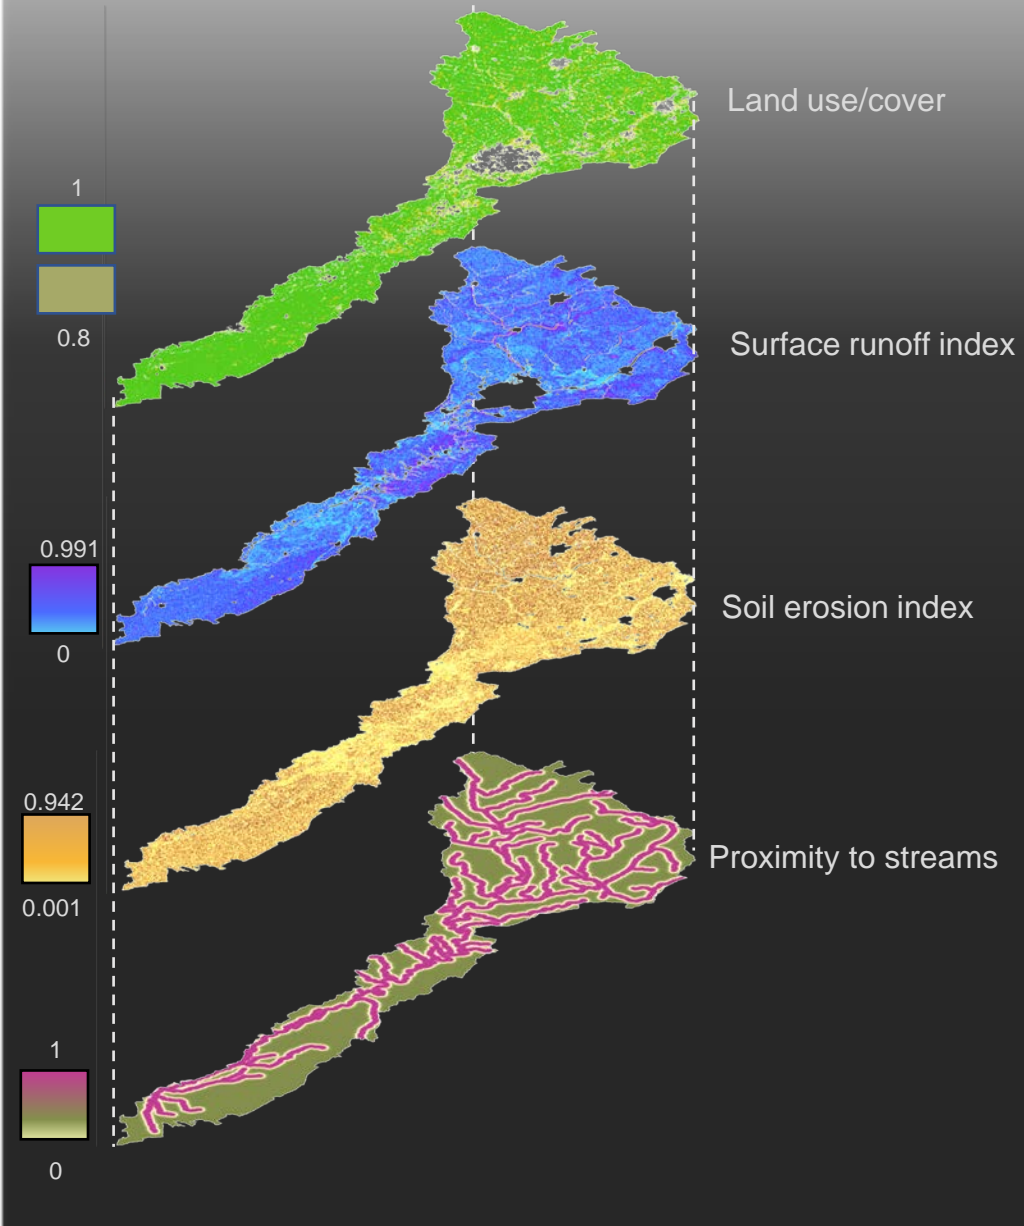 Land use/cover
1
0.8
Surface runoff index
0.991
0
Soil erosion index
0.942
0.001
Proximity to streams
1
0